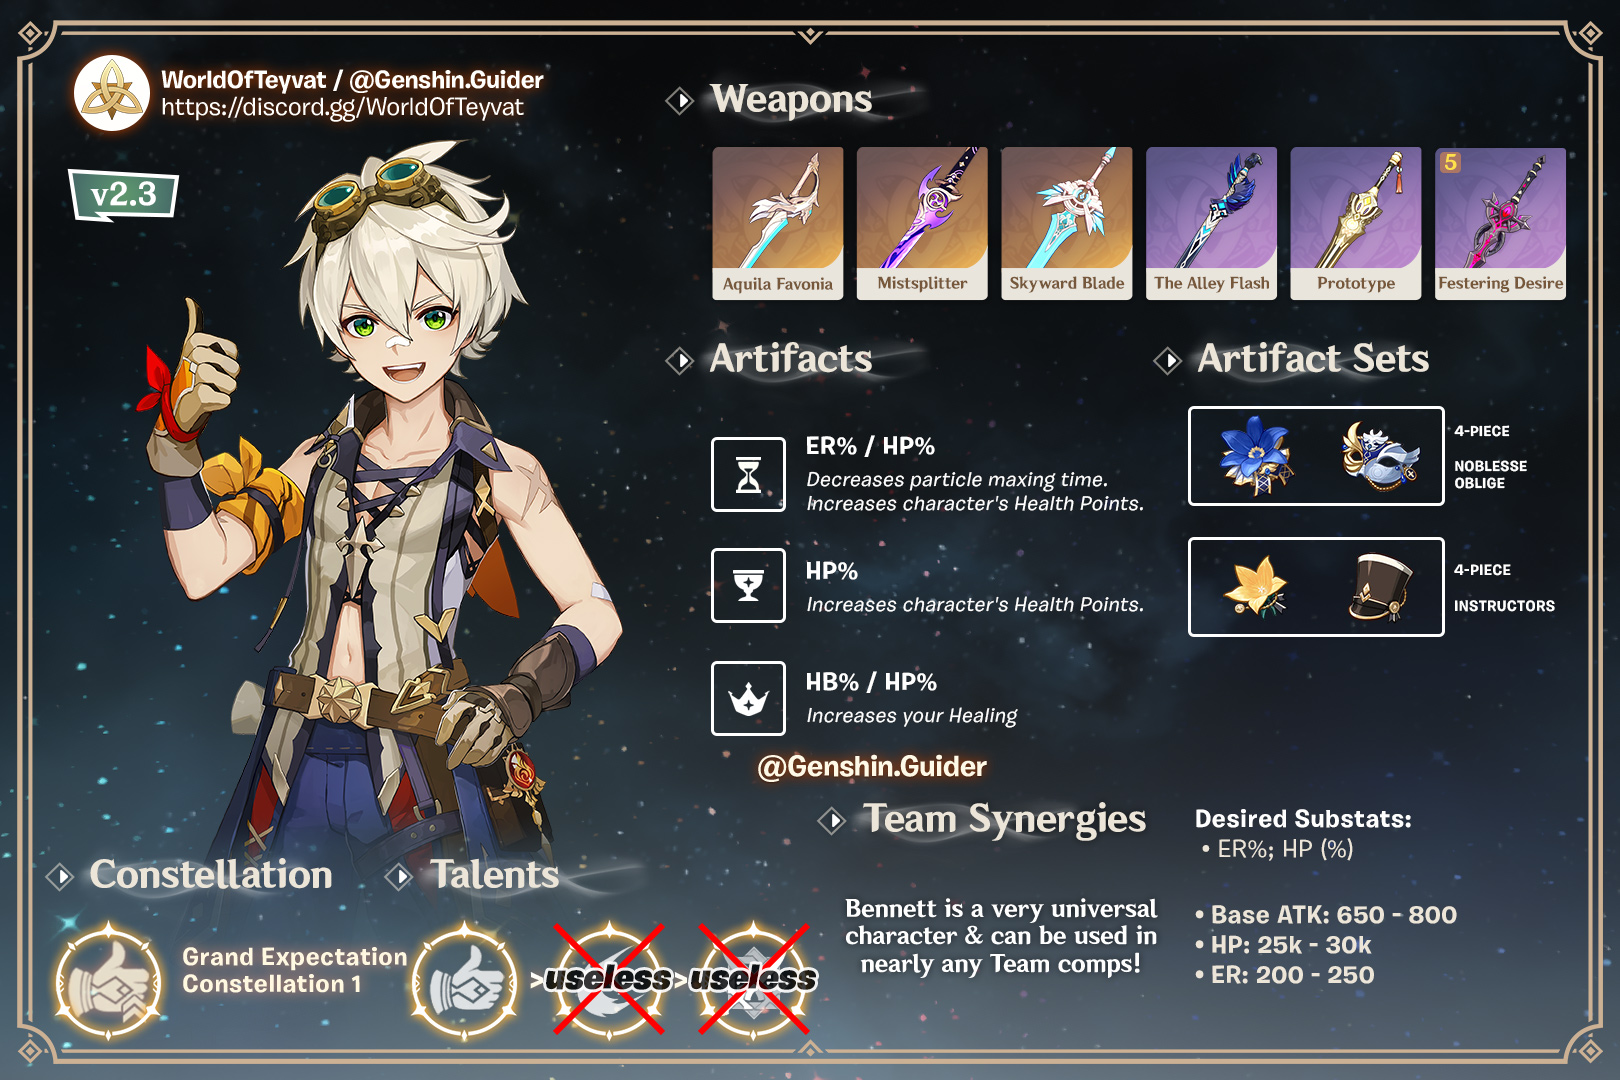 WorldOfTeyvat / @Genshin.Guider
https://discord.gg/WorldOfTeyvat
v2.3
Weapons
5
Aquila Favonia
Mistsplitter
Skyward Blade
The Alley Flash
Prototype
Festering Desire
Artifacts
ER% / HP%
Decreases particle maxing time.
Increases character's Health Points.
HP%
Increases character's Health Points.
HB% / HP%
Increases your Healing
@Genshin.Guider
Artifact Sets
4-PIECE
NOBLESSE
OBLIGE
4-PIECE
INSTRUCTORS
Constellation
Grand Expectation
Constellation 1
Talents
>useless>useless
Team Synergies
Bennett is a very universal
character & can be used in
nearly any Team comps!
Desired Substats:
• ER%; HP (%)
• Base ATK: 650 - 800
• HP: 25k - 30k
• ER: 200 - 250